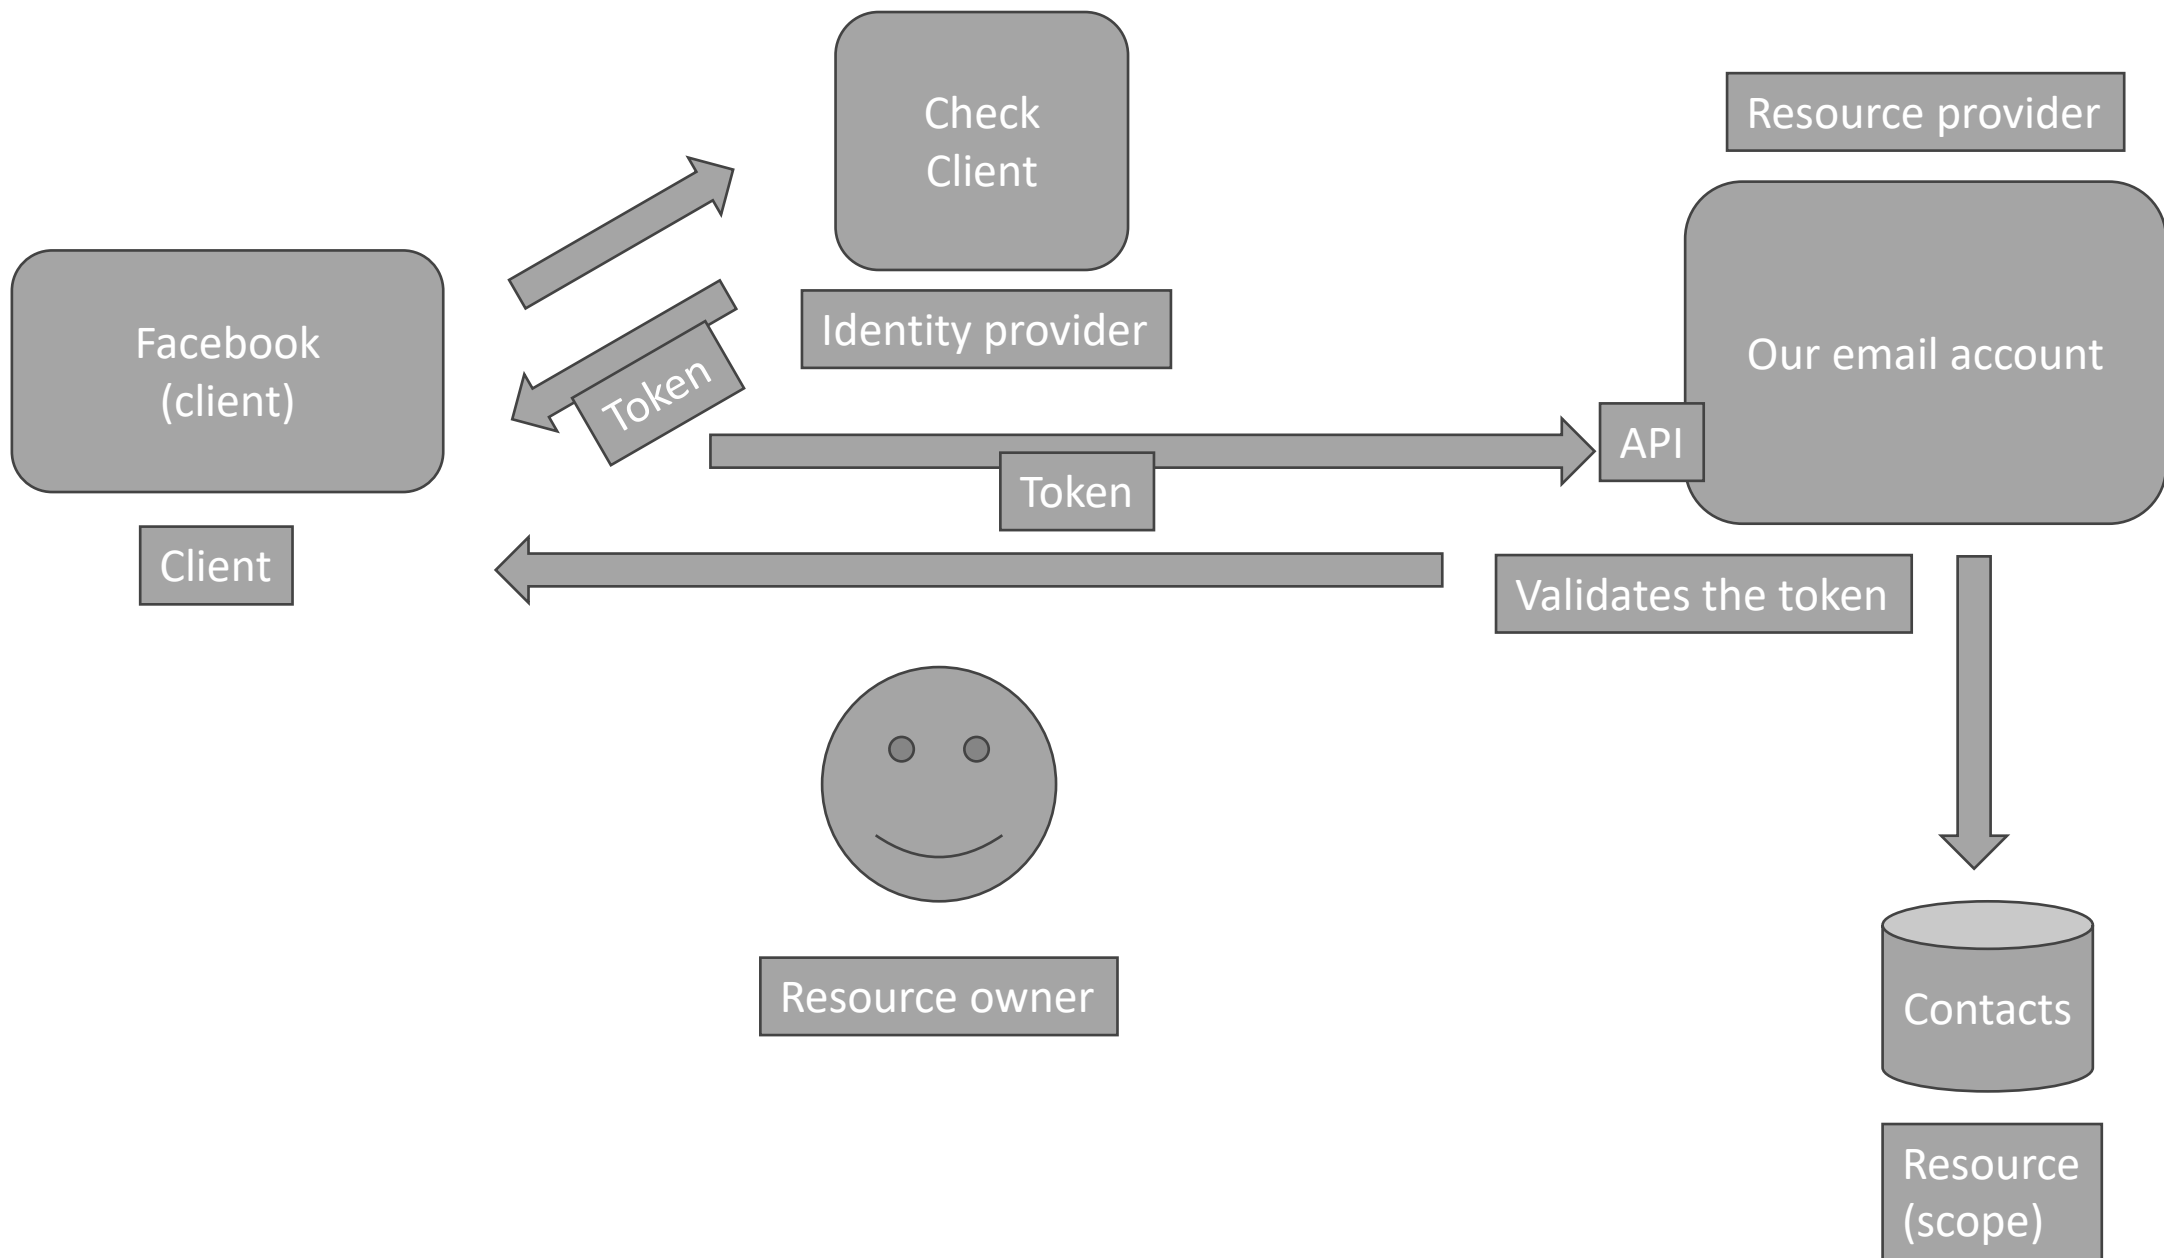 Check
Client
Resource provider
Identity provider
Facebook
(client)
Our email account
Token
API
Token
Client
Validates the token
Resource owner
Contacts
Resource
(scope)